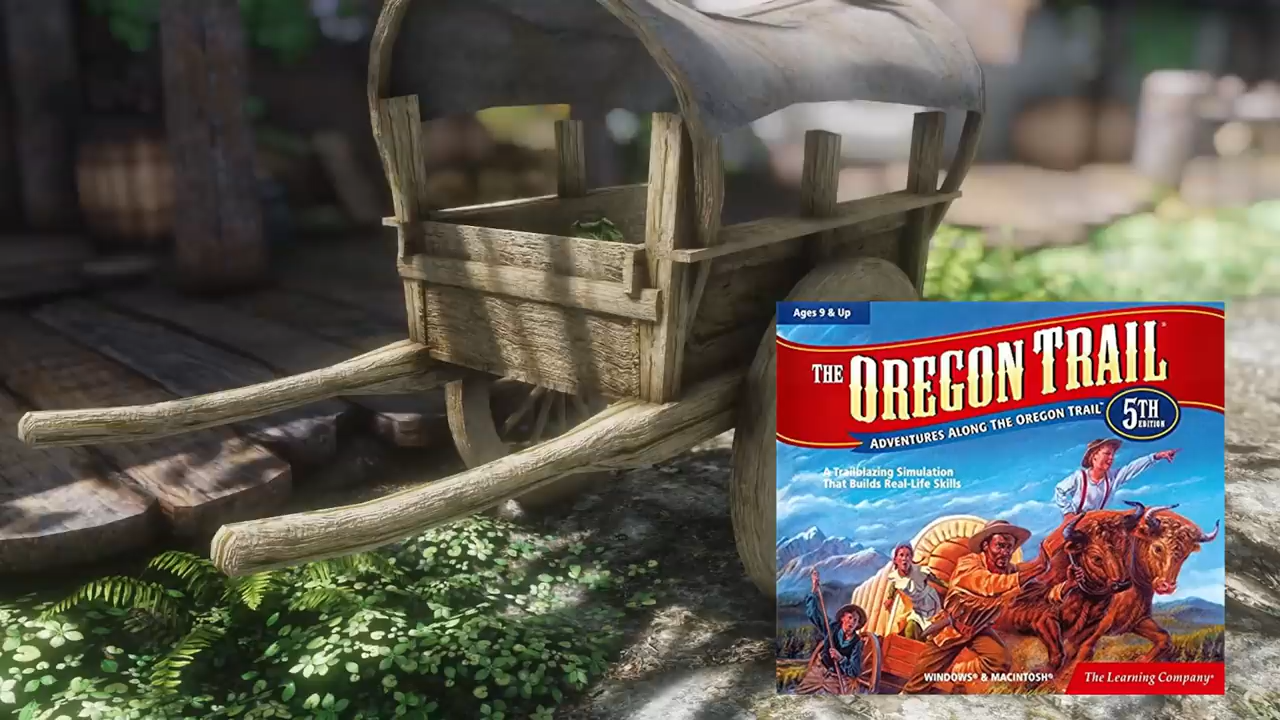 Ages 9 & Up
THE OREGON TRAIL®
ADVENTURES ALONG THE OREGON TRAIL™
5TH
EDITION
A Trailblazing Simulation
That Builds Real-Life Skills
WINDOWS® & MACINTOSH®
The Learning Company®